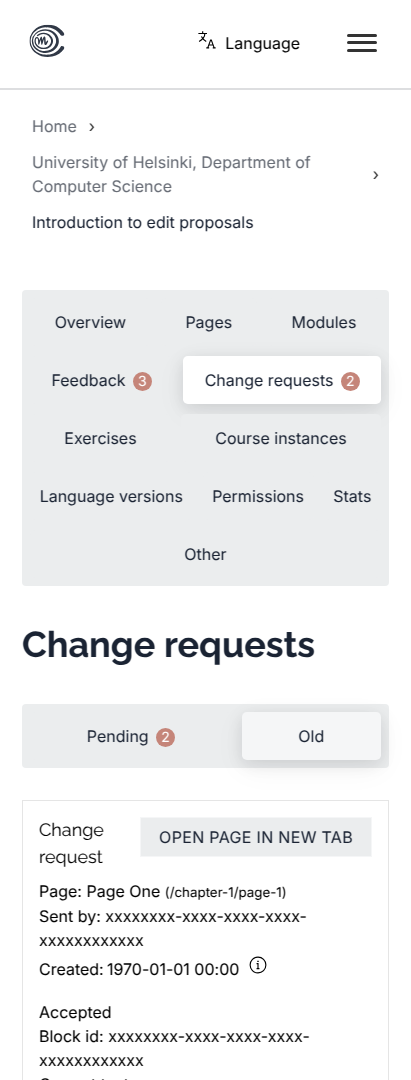 Language
Home ›
University of Helsinki, Department of
Computer Science ›
Introduction to edit proposals
Overview Pages Modules
Feedback 3 Change requests 2
Exercises Course instances
Language versions Permissions Stats
Other
Change requests
Pending 2 Old
Change
request
OPEN PAGE IN NEW TAB
Page: Page One (/chapter-1/page-1)
Sent by: xxxxxxxx-xxxx-xxxx-xxxx-
xxxxxxxxxxxx
Created: 1970-01-01 00:00
Accepted
Block id: xxxxxxxx-xxxx-xxxx-xxxx-
xxxxxxxxxxxx